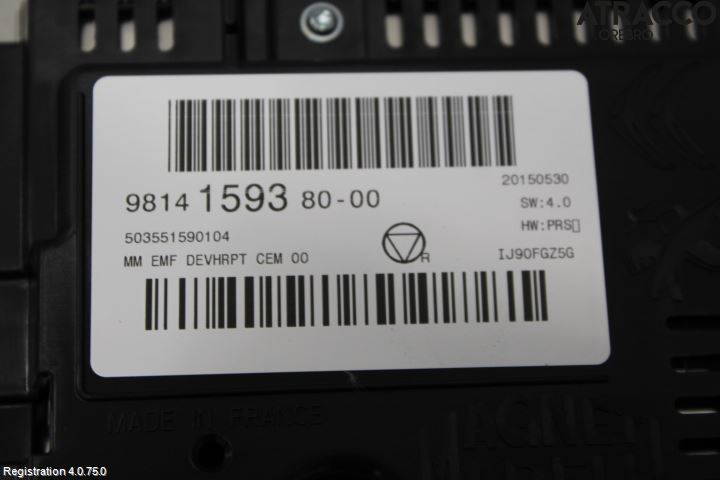 ATRACCO
ÖREBRO
9814 1593 80-00
20150530
SW:4.0
HW:PRS▯
503551590104
R
MM EMF DEVHRPT CEM 00
IJ90FGZ5G
MADE IN FRANCE
Registration 4.0.75.0